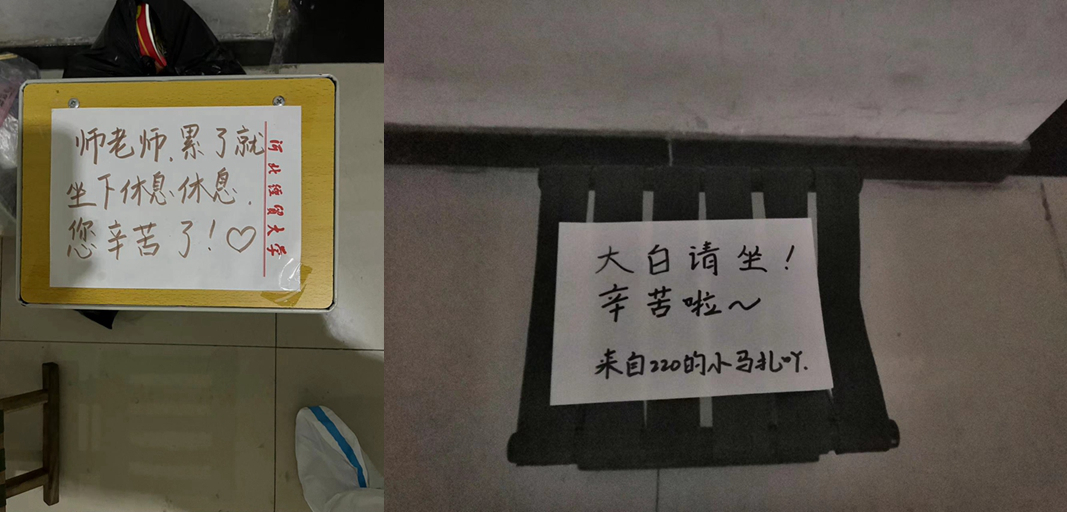 师老师,累了就
坐下休息休息.
您辛苦了!♡
河北经贸大学
大白请坐!
辛苦啦～
来自220的小马扎吖.